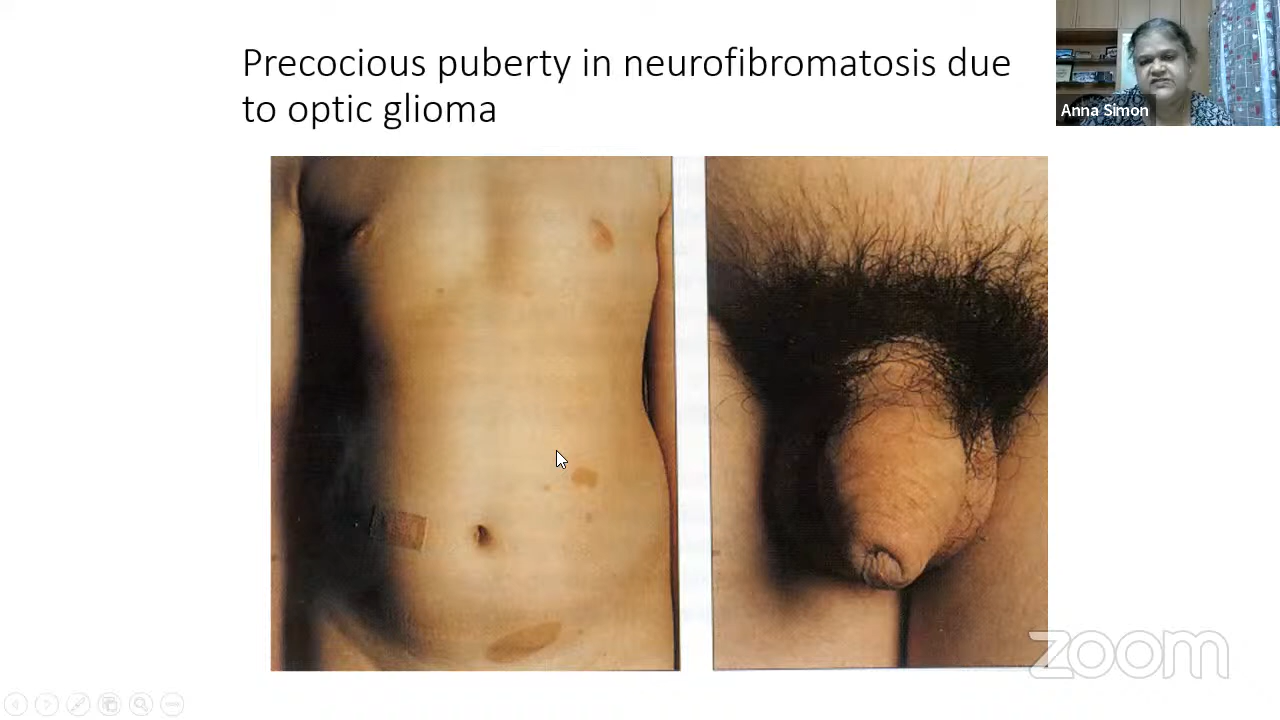 Precocious puberty in neurofibromatosis due
to optic glioma
Anna Simon
zoom